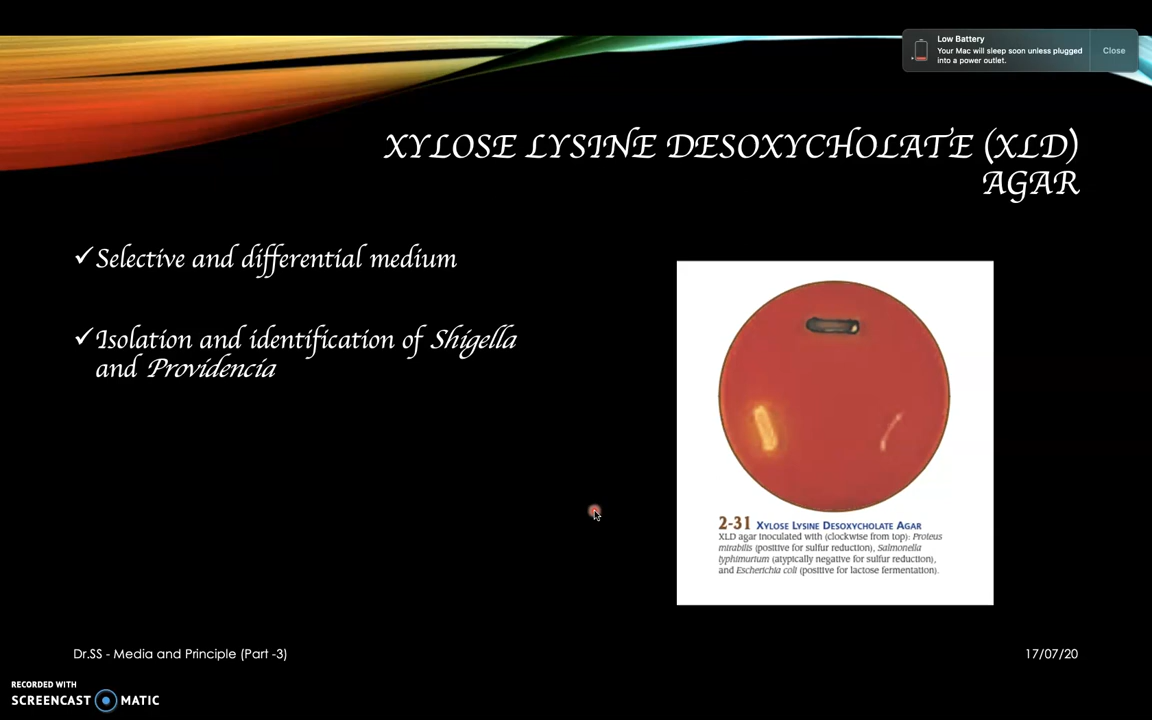 Low Battery
Your Mac will sleep soon unless plugged
into a power outlet.
Close
XYLOSE LYSINE DESOXYCHOLATE (XLD)
AGAR
✓Selective and differential medium
✓Isolation and identification of Shigella
and Providencia
2-31 XYLOSE LYSINE DESOXYCHOLATE AGAR
XLD agar inoculated with (clockwise from top): Proteus
mirabilis (positive for sulfur reduction), Salmonella
typhimurium (atypically negative for sulfur reduction),
and Escherichia coli (positive for lactose fermentation).
Dr.SS - Media and Principle (Part -3)
17/07/20
RECORDED WITH
SCREENCAST MATIC